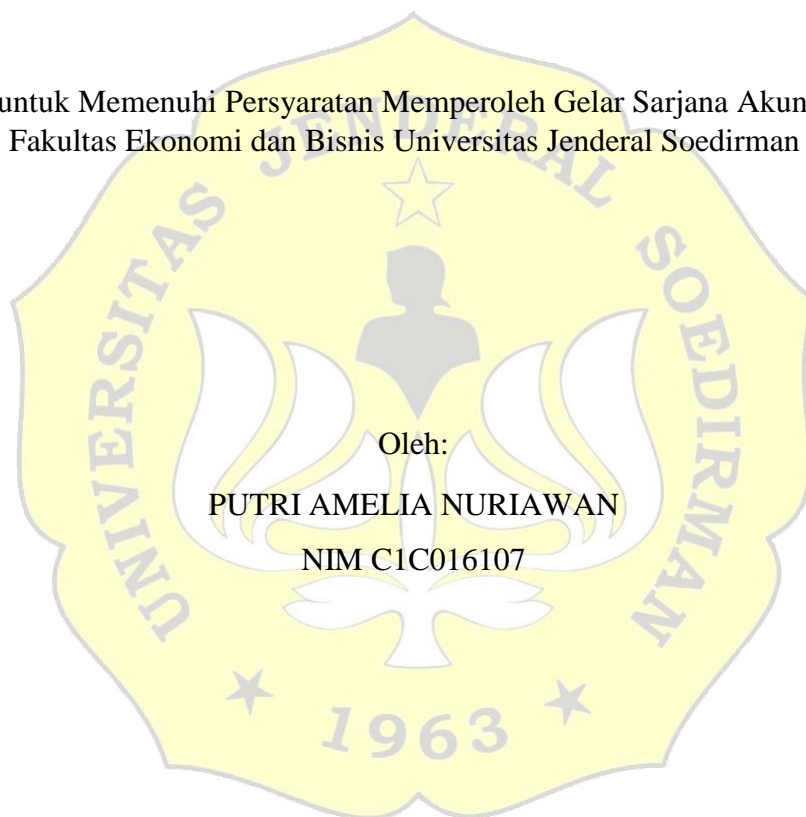 untuk Memenuhi Persyaratan Memperoleh Gelar Sarjana Akun
Fakultas Ekonomi dan Bisnis Universitas Jenderal Soedirman
UNIVERSITAS JENDERAL SOEDIRMAN
Oleh:
PUTRI AMELIA NURIAWAN
NIM C1C016107
1963